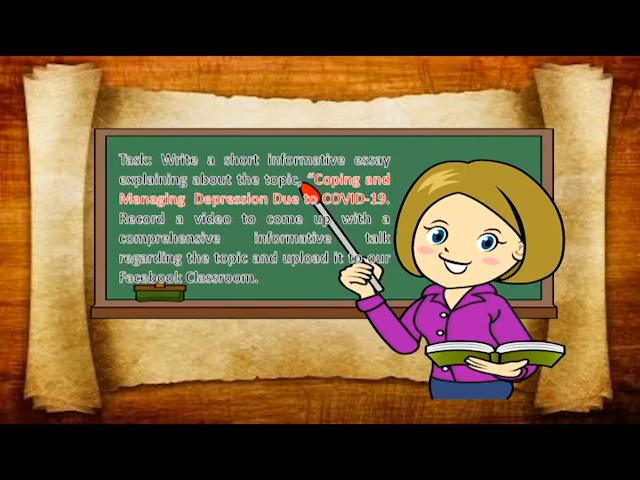 Task: Write a short informative essay
explaining about the topic, "Coping and
Managing Depression Due to COVID-19.
Record a video to come up with a
comprehensive informative talk
regarding the topic and upload it to our
Facebook Classroom.